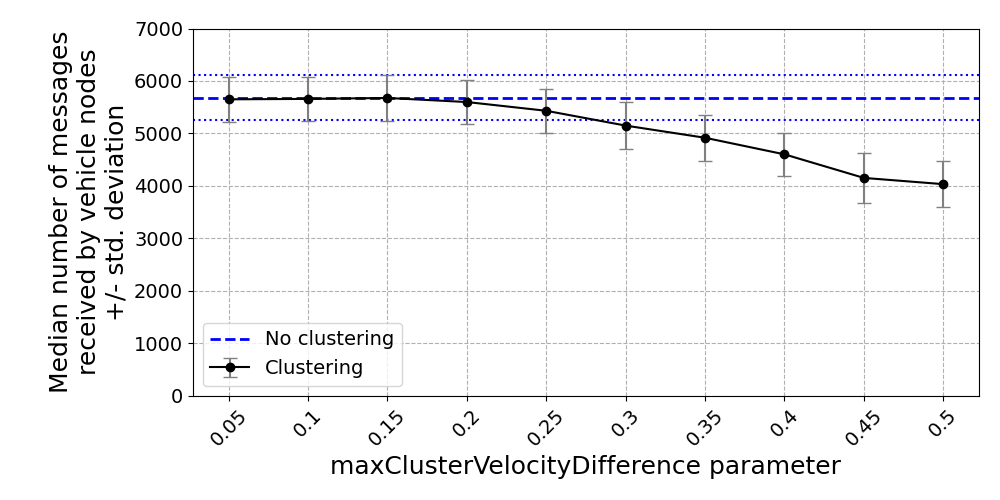 Median number of messages
received by vehicle nodes
+/- std. deviation
7000
6000
5000
4000
3000
2000
1000
0
No clustering
Clustering
0.05 0.1 0.15 0.2 0.25 0.3 0.35 0.4 0.45 0.5
maxClusterVelocityDifference parameter